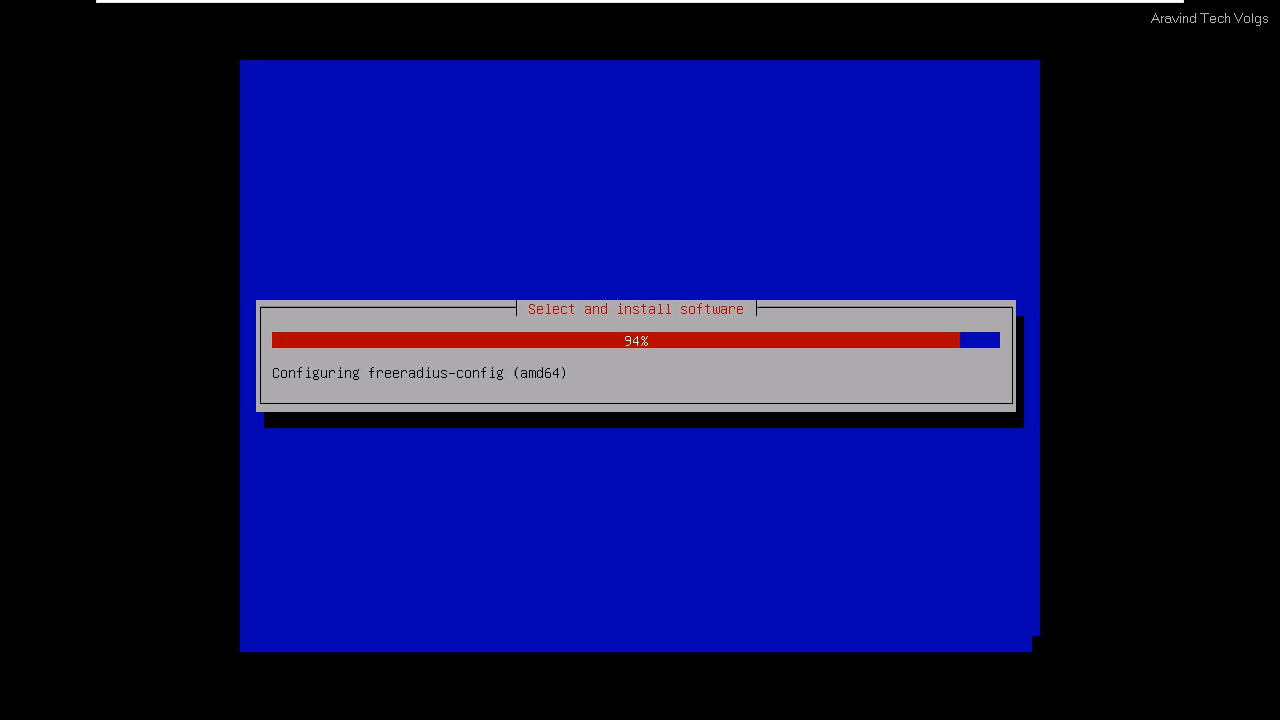 Aravind Tech Volgs
Select and install software
94%
Configuring freeradius-config (amd64)